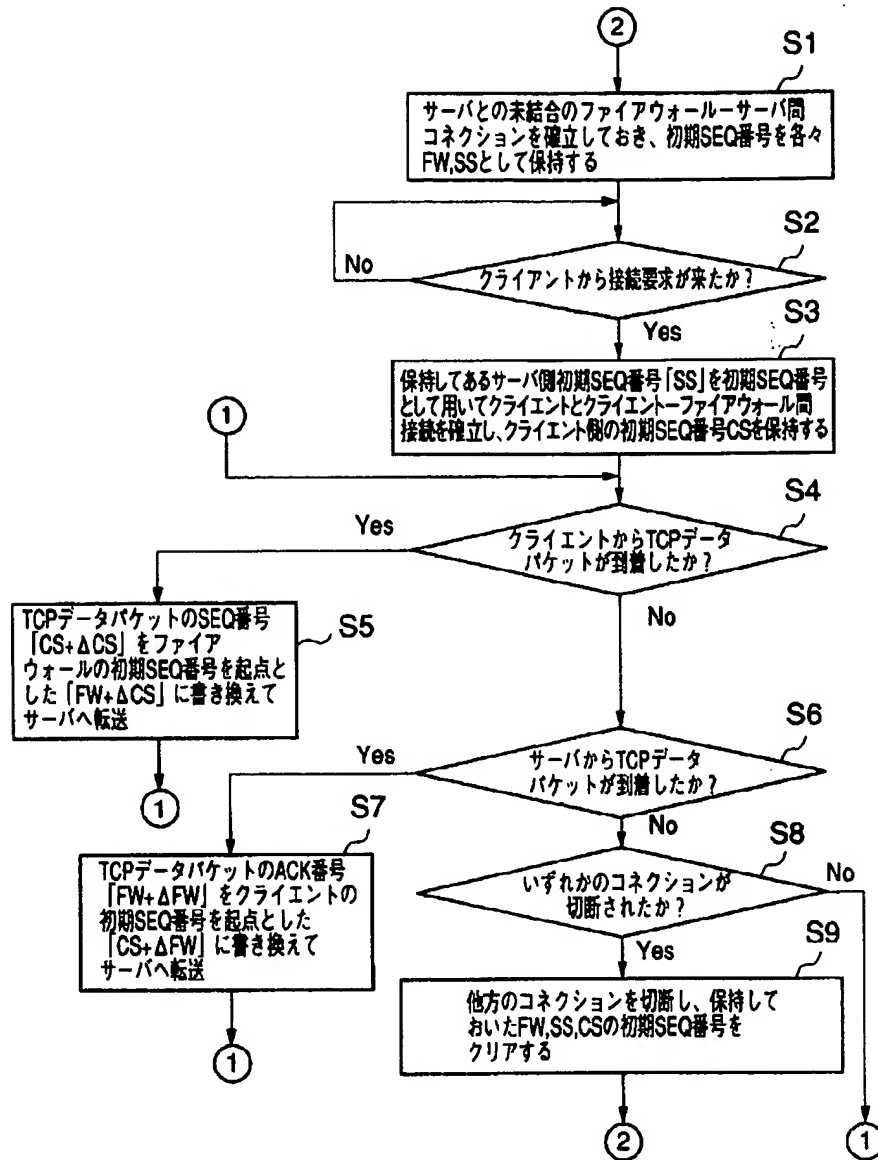 ②
S1
サーバとの未結合のファイアウォールーサーバ間
コネクションを確立しておき、初期SEQ番号を各々
FW,SSとして保持する
S2
No
クライアントから接続要求が来たか?
Yes
S3
保持してあるサーバ側初期SEQ番号「SS」を初期SEQ番号
として用いてクライエントとクライエントーファイアウォール間
接続を確立し、クライエント側の初期SEQ番号CSを保持する
①
S4
Yes
クライエントからTCPデータ
パケットが到着したか?
No
TCPデータパケットのSEQ番号
「CS+ΔCS」をファイア
ウォールの初期SEQ番号を起点と
した「FW+ΔCS」に書き換えて
サーバへ転送
S5
①
S6
Yes
サーバからTCPデータ
パケットが到着したか?
No
S7
TCPデータパケットのACK番号
「FW+ΔFW」をクライエントの
初期SEQ番号を起点とした
「CS+ΔFW」に書き換えて
サーバへ転送
①
S8
いずれかのコネクションが
切断されたか?
No
Yes
S9
他方のコネクションを切断し、保持して
おいたFW,SS,CSの初期SEQ番号を
クリアする
②
①